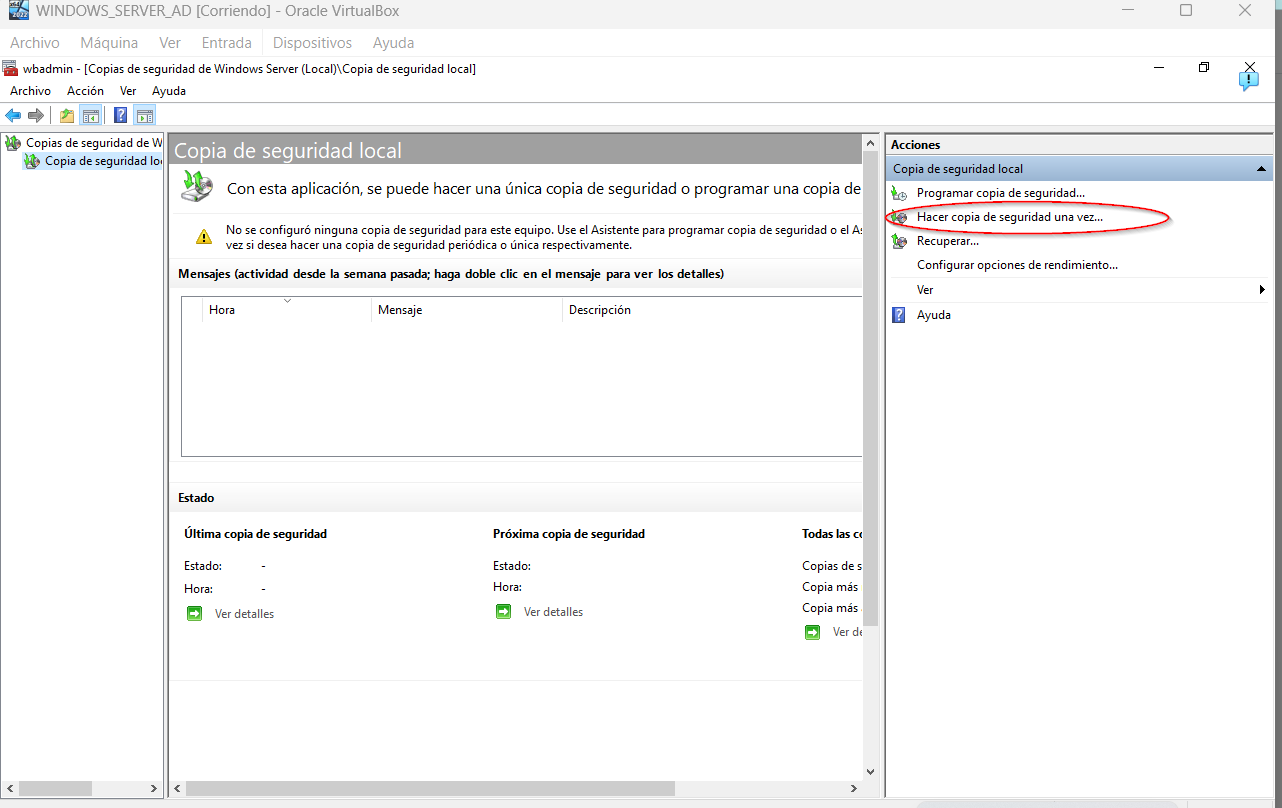 WINDOWS_SERVER_AD [Corriendo] - Oracle VirtualBox
Archivo Máquina Ver Entrada Dispositivos Ayuda
wbadmin - [Copias de seguridad de Windows Server (Local)\Copia de seguridad local]
Archivo Acción Ver Ayuda
Copias de seguridad de W
Copia de seguridad lo
Copia de seguridad local
Con esta aplicación, se puede hacer una única copia de seguridad o programar una copia de
No se configuró ninguna copia de seguridad para este equipo. Use el Asistente para programar copia de seguridad o el As
vez si desea hacer una copia de seguridad periódica o única respectivamente.
Mensajes (actividad desde la semana pasada; haga doble clic en el mensaje para ver los detalles)
Hora Mensaje Descripción
Estado
Última copia de seguridad Próxima copia de seguridad Todas las co
Estado: - Estado: Copias de s
Hora: - Hora: Copia más
Copia más
Ver detalles Ver detalles
Ver de
Acciones
Copia de seguridad local
Programar copia de seguridad...
Hacer copia de seguridad una vez...
Recuperar...
Configurar opciones de rendimiento...
Ver
Ayuda